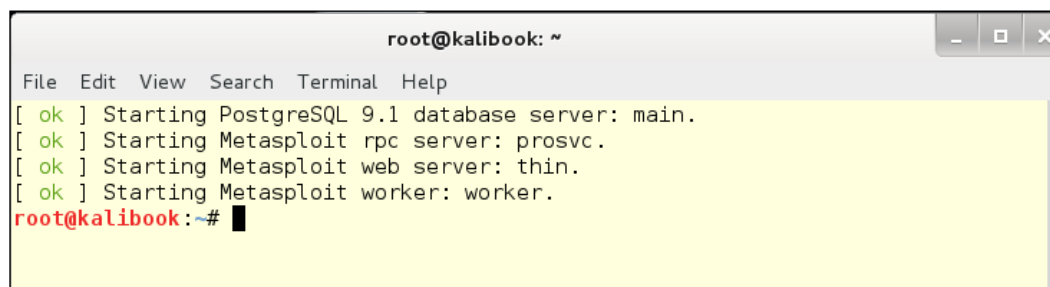 root@kalibook: ~
File Edit View Search Terminal Help
[ ok ] Starting PostgreSQL 9.1 database server: main.
[ ok ] Starting Metasploit rpc server: prosvc.
[ ok ] Starting Metasploit web server: thin.
[ ok ] Starting Metasploit worker: worker.
root@kalibook:~#